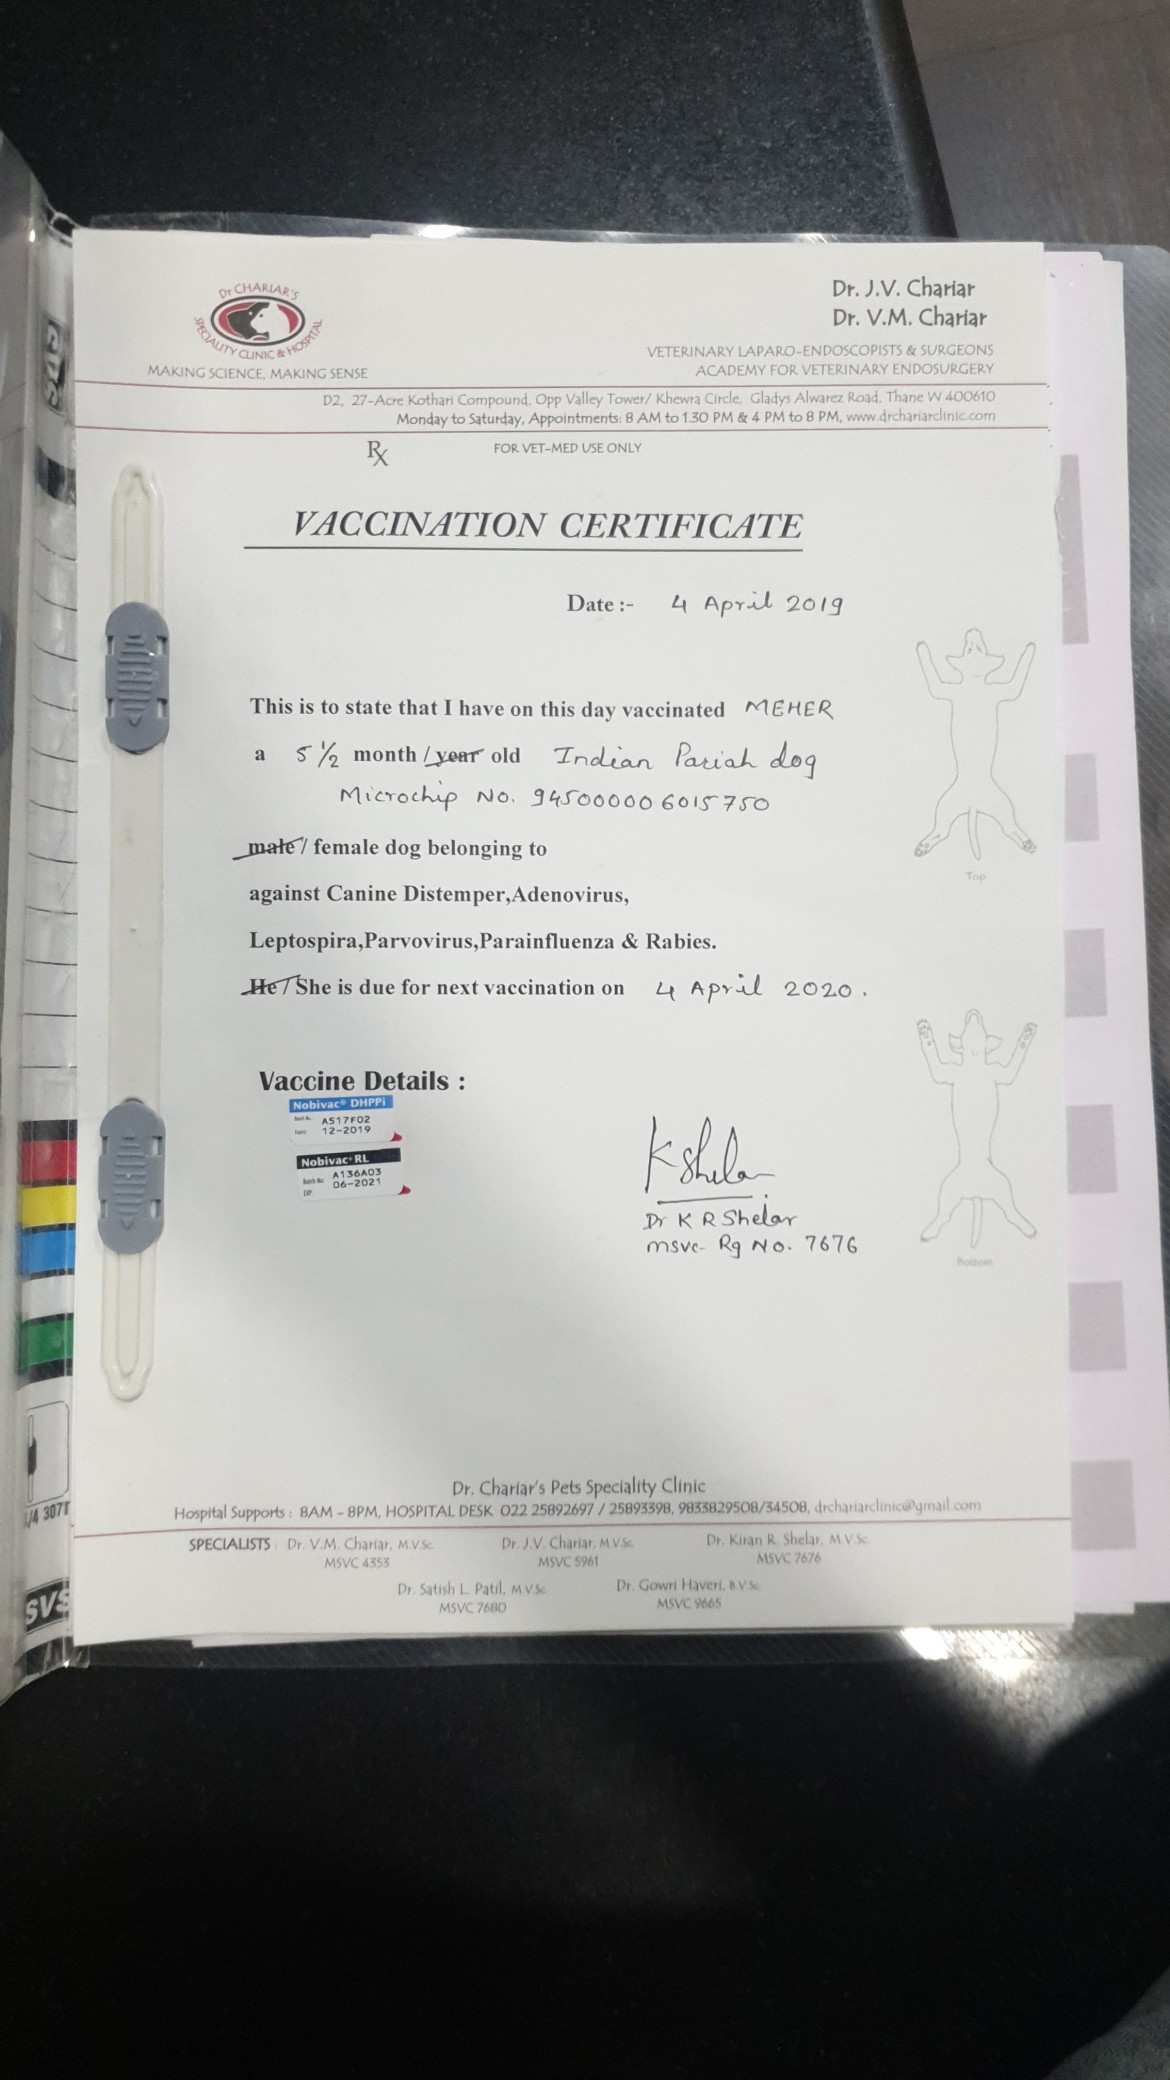 Dr CHARIAR'S
SPECIALITY CLINIC & HOSPITAL
MAKING SCIENCE, MAKING SENSE
Dr. J.V. Chariar
Dr. V.M. Chariar
VETERINARY LAPARO-ENDOSCOPISTS & SURGEONS
ACADEMY FOR VETERINARY ENDOSURGERY
D2, 27-Acre Kothari Compound, Opp Valley Tower/ Khewra Circle, Gladys Alwarez Road, Thane W 400610
Monday to Saturday, Appointments: 8 AM to 1.30 PM & 4 PM to 8 PM, www.drchariarclinic.com
Rx FOR VET-MED USE ONLY
VACCINATION CERTIFICATE
Date :- 4 April 2019
This is to state that I have on this day vaccinated MEHER
a 5 1/2 month / year old Indian Pariah dog
Microchip No. 945000006015750
male / female dog belonging to
against Canine Distemper,Adenovirus,
Leptospira,Parvovirus,Parainfluenza & Rabies.
He / She is due for next vaccination on 4 April 2020.
Top
Vaccine Details :
Nobivac® DHPPi
A517F02
12-2019
Nobivac® RL
Batch No: A136A03
EXP. 06-2021
K Shelar
Dr K R Shelar
msvc- Rg No. 7676
Bottom
Dr. Chariar's Pets Speciality Clinic
Hospital Supports : 8AM - 8PM, HOSPITAL DESK 022 25892697 / 25893398, 9833829508/34508, drchariarclinic@gmail.com
SPECIALISTS : Dr. V.M. Chariar, M.V.Sc. Dr. J.V. Chariar, M.V.Sc. Dr. Kiran R. Shelar, M.V.Sc.
MSVC 4353 MSVC 5961 MSVC 7676
Dr. Satish L. Patil, M.V.Sc. Dr. Gowri Haveri, B.V.Sc.
MSVC 7680 MSVC 9665
SVS